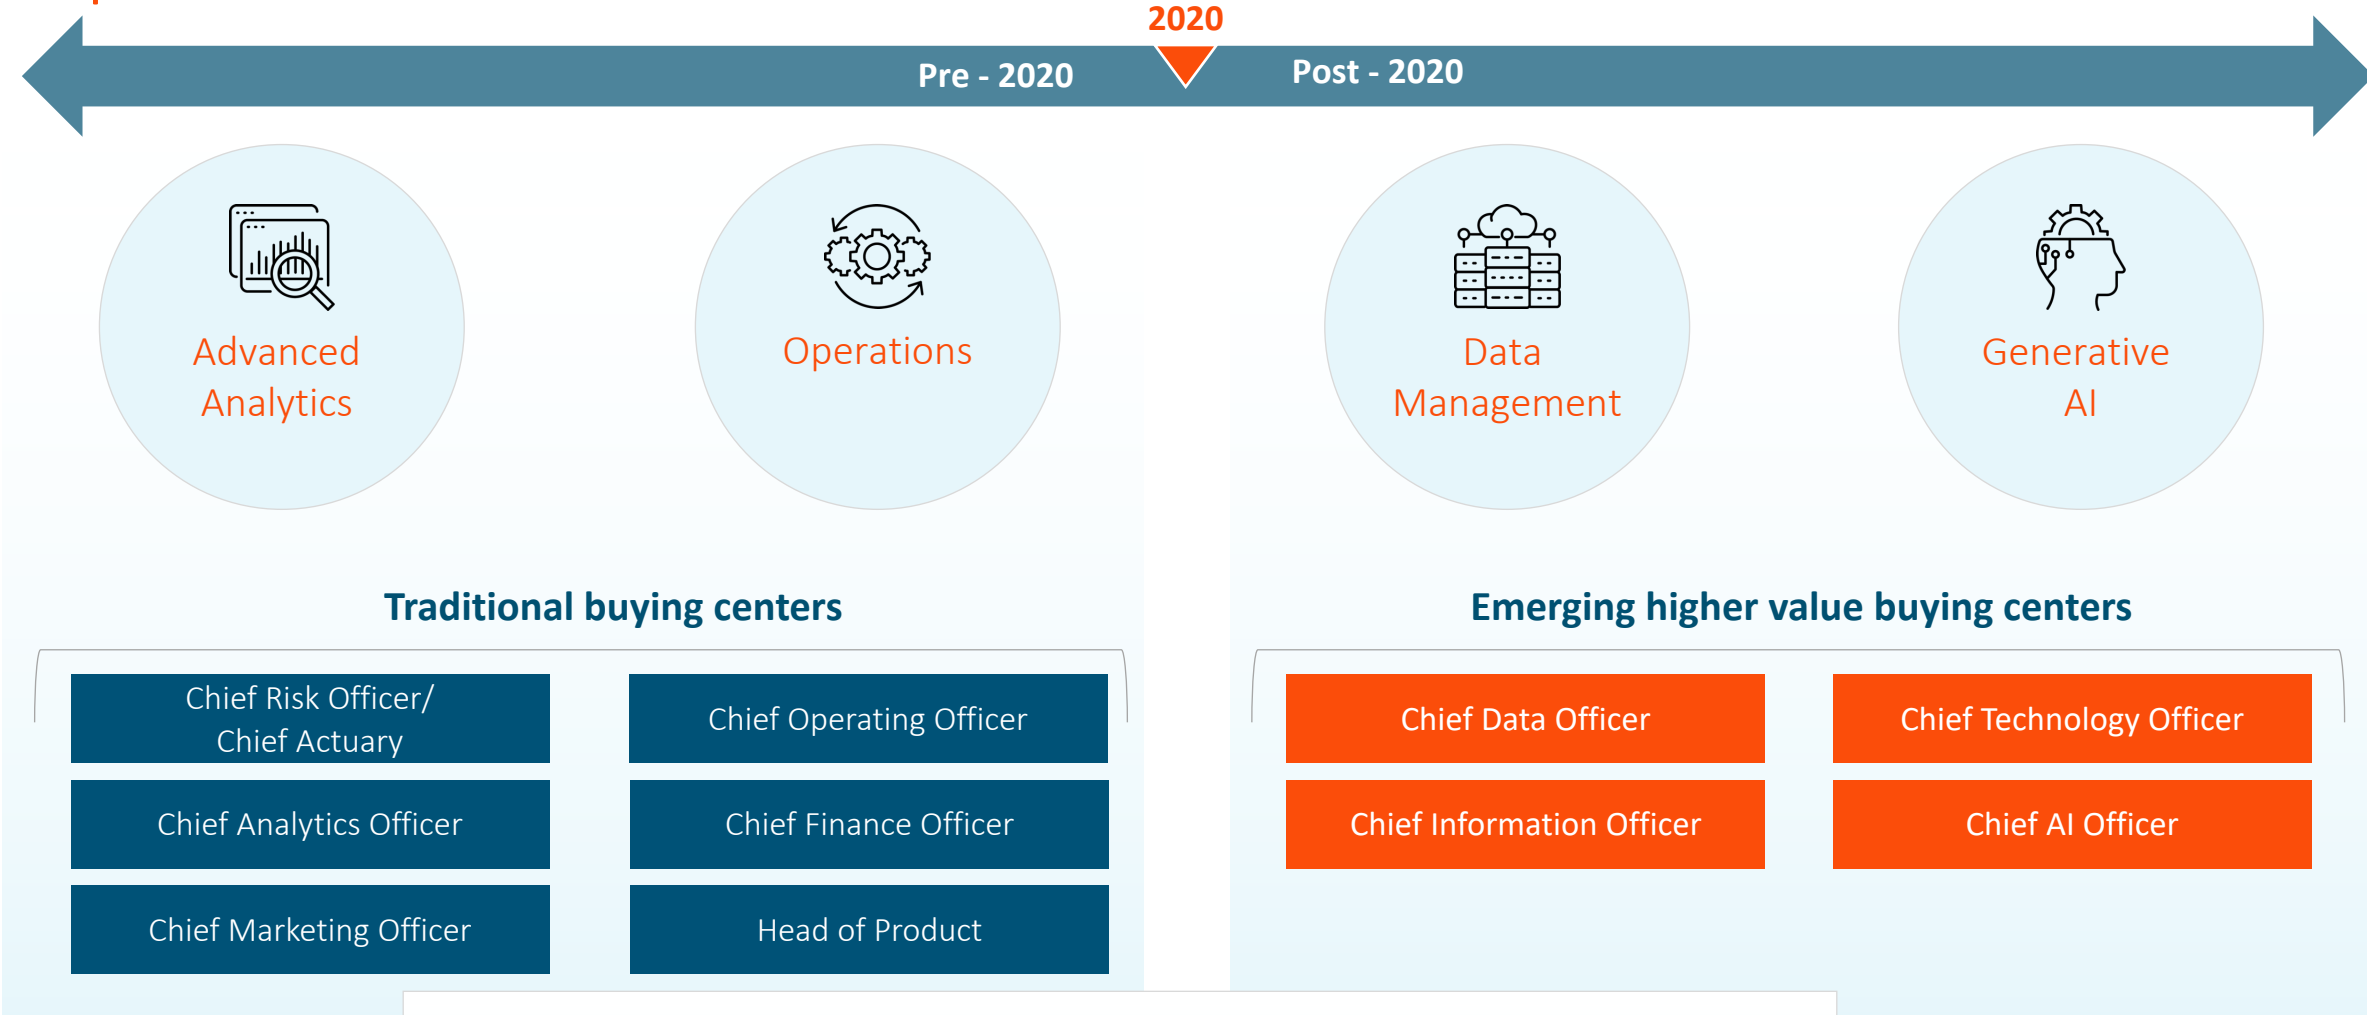 2020
Pre - 2020
Post - 2020
Advanced
Analytics
Operations
Data
Management
Generative
AI
Traditional buying centers
Emerging higher value buying centers
Chief Risk Officer/
Chief Actuary
Chief Operating Officer
Chief Data Officer
Chief Technology Officer
Chief Analytics Officer
Chief Finance Officer
Chief Information Officer
Chief AI Officer
Chief Marketing Officer
Head of Product